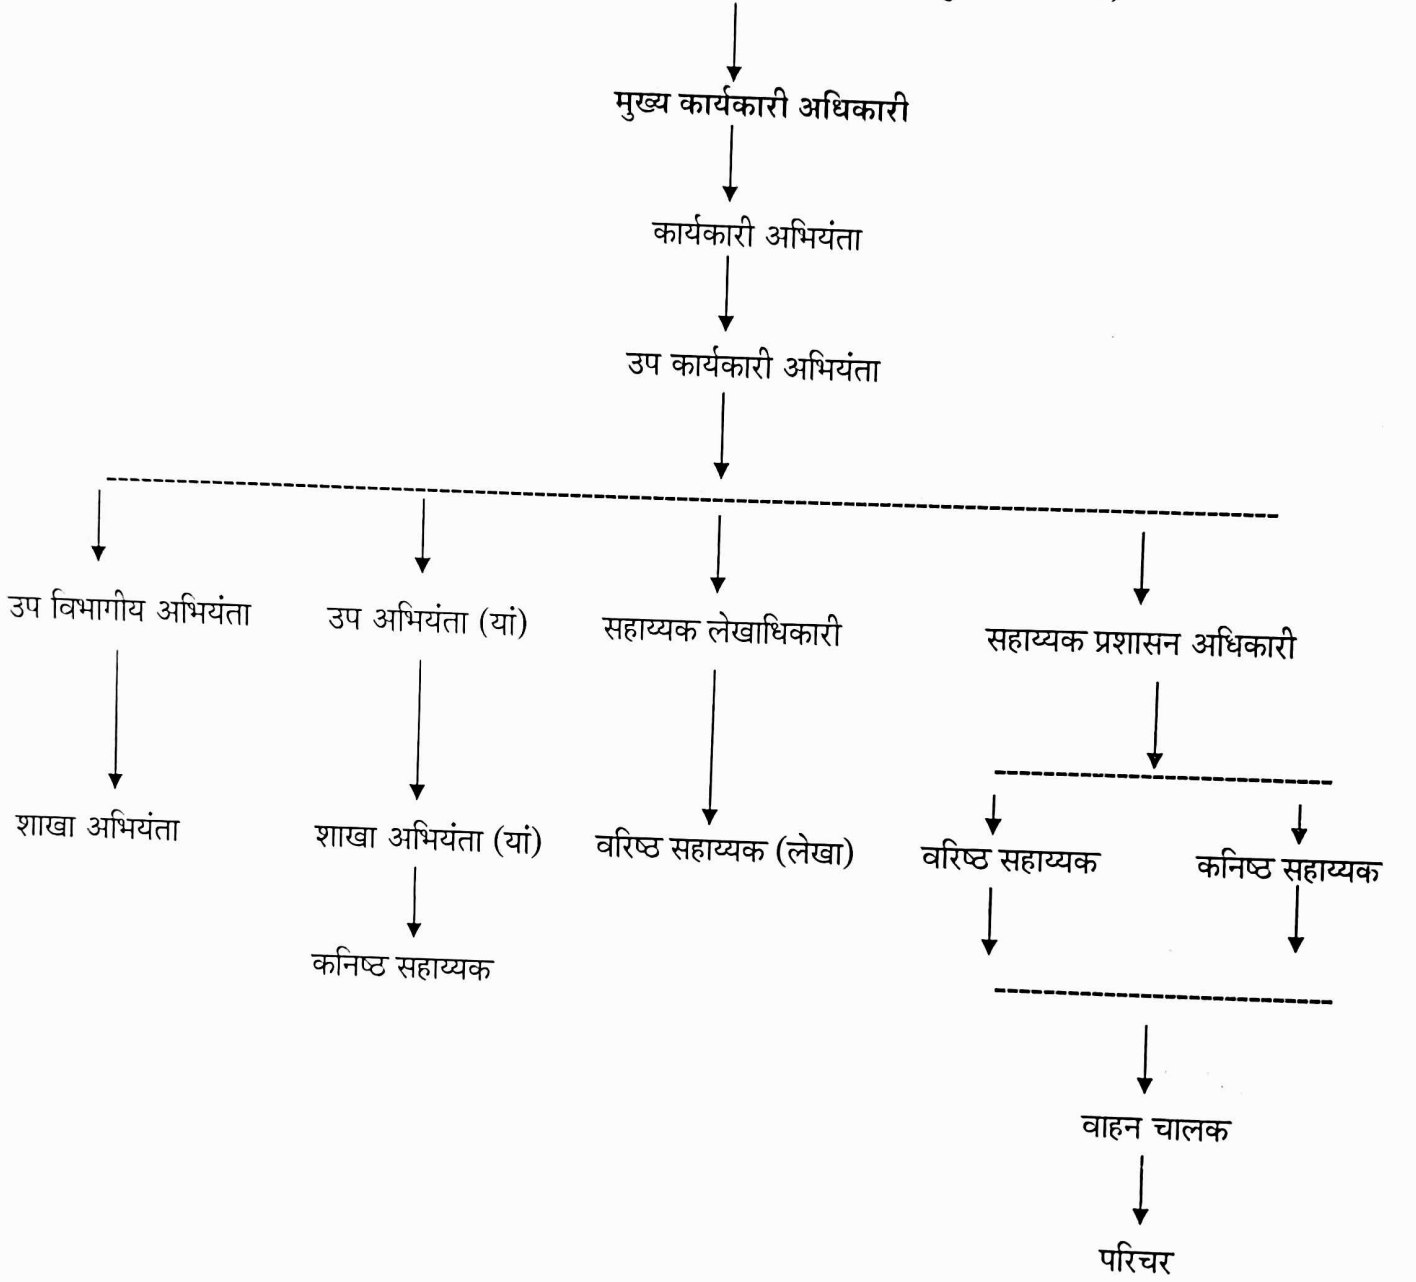 मुख्य कार्यकारी अधिकारी
कार्यकारी अभियंता
उप कार्यकारी अभियंता
उप विभागीय अभियंता
उप अभियंता (यां)
सहाय्यक लेखाधिकारी
सहाय्यक प्रशासन अधिकारी
शाखा अभियंता
शाखा अभियंता (यां)
वरिष्ठ सहाय्यक (लेखा)
वरिष्ठ सहाय्यक
कनिष्ठ सहाय्यक
कनिष्ठ सहाय्यक
वाहन चालक
परिचर